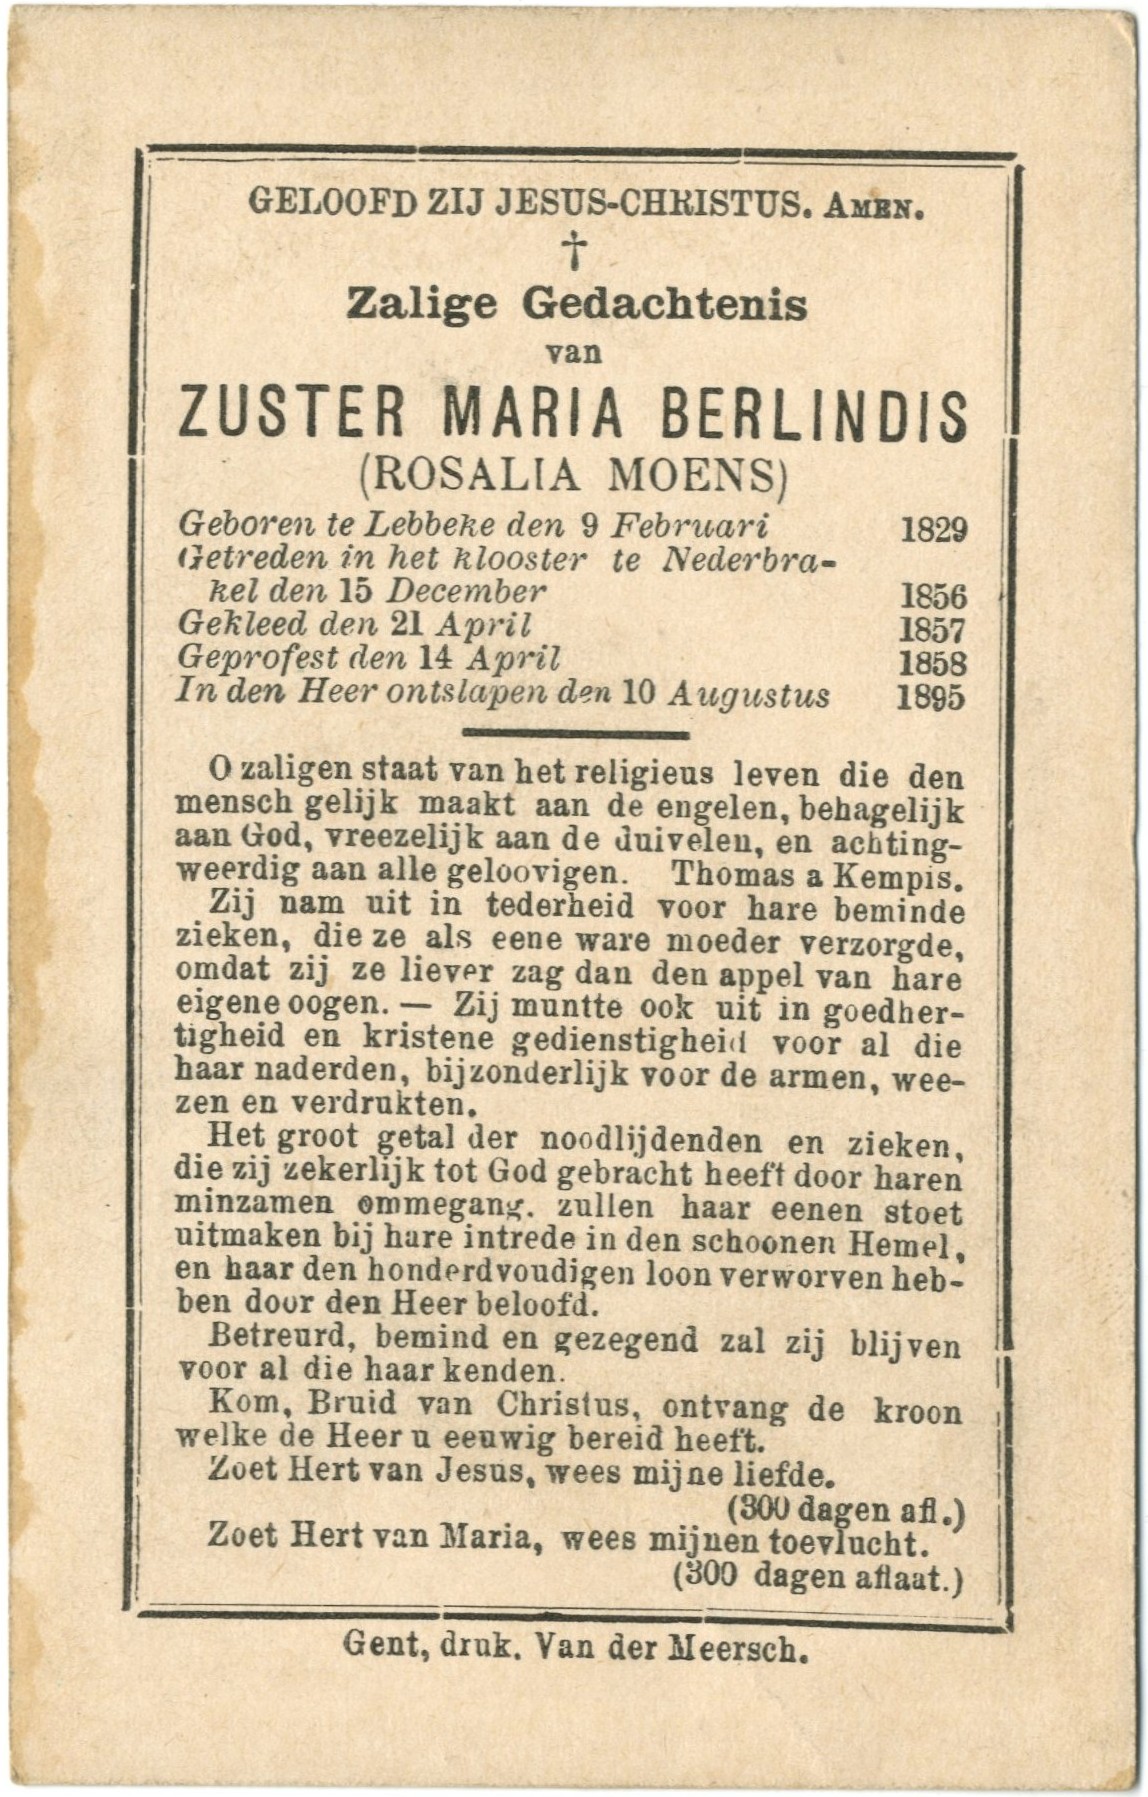 GELOOFD ZIJ JESUS-CHRISTUS. AMEN.
†
Zalige Gedachtenis
van
ZUSTER MARIA BERLINDIS
(ROSALIA MOENS)
Geboren te Lebbeke den 9 Februari 1829
Getreden in het klooster te Nederbra-
kel den 15 December 1856
Gekleed den 21 April 1857
Geprofest den 14 April 1858
In den Heer ontslapen den 10 Augustus 1895
O zaligen staat van het religieus leven die den
mensch gelijk maakt aan de engelen, behagelijk
aan God, vreezelijk aan de duivelen, en achting-
weerdig aan alle geloovigen. Thomas a Kempis.
Zij nam uit in tederheid voor hare beminde
zieken, die ze als eene ware moeder verzorgde,
omdat zij ze liever zag dan den appel van hare
eigene oogen. — Zij muntte ook uit in goedher-
tigheid en kristene gedienstigheid voor al die
haar naderden, bijzonderlijk voor de armen, wee-
zen en verdrukten.
Het groot getal der noodlijdenden en zieken,
die zij zekerlijk tot God gebracht heeft door haren
minzamen ommegang. zullen haar eenen stoet
uitmaken bij hare intrede in den schoonen Hemel,
en haar den honderdvoudigen loon verworven heb-
ben door den Heer beloofd.
Betreurd, bemind en gezegend zal zij blijven
voor al die haar kenden.
Kom, Bruid van Christus, ontvang de kroon
welke de Heer u eeuwig bereid heeft.
Zoet Hert van Jesus, wees mijne liefde.
(300 dagen afl.)
Zoet Hert van Maria, wees mijnen toevlucht.
(300 dagen aflaat.)
Gent, druk. Van der Meersch.